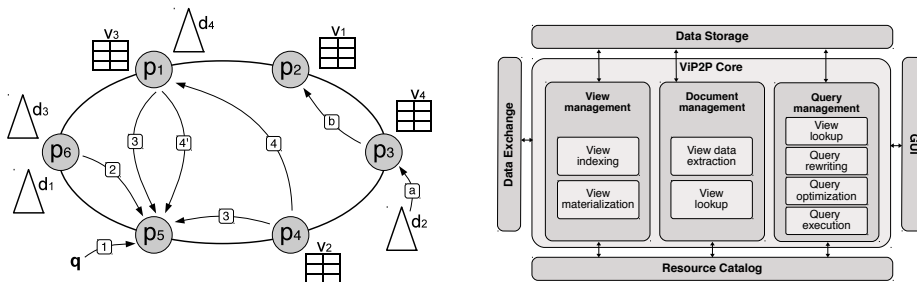 d4
v3
p1
v1
p2
v4
d3
3
4'
4
b
p3
p6
2
a
d1
3
d2
p5
p4
1
q
v2
Data Storage
ViP2P Core
Data Exchange
View
management
View
indexing
View
materialization
Document
management
View data
extraction
View
lookup
Query
management
View
lookup
Query
rewriting
Query
optimization
Query
execution
GUI
Resource Catalog